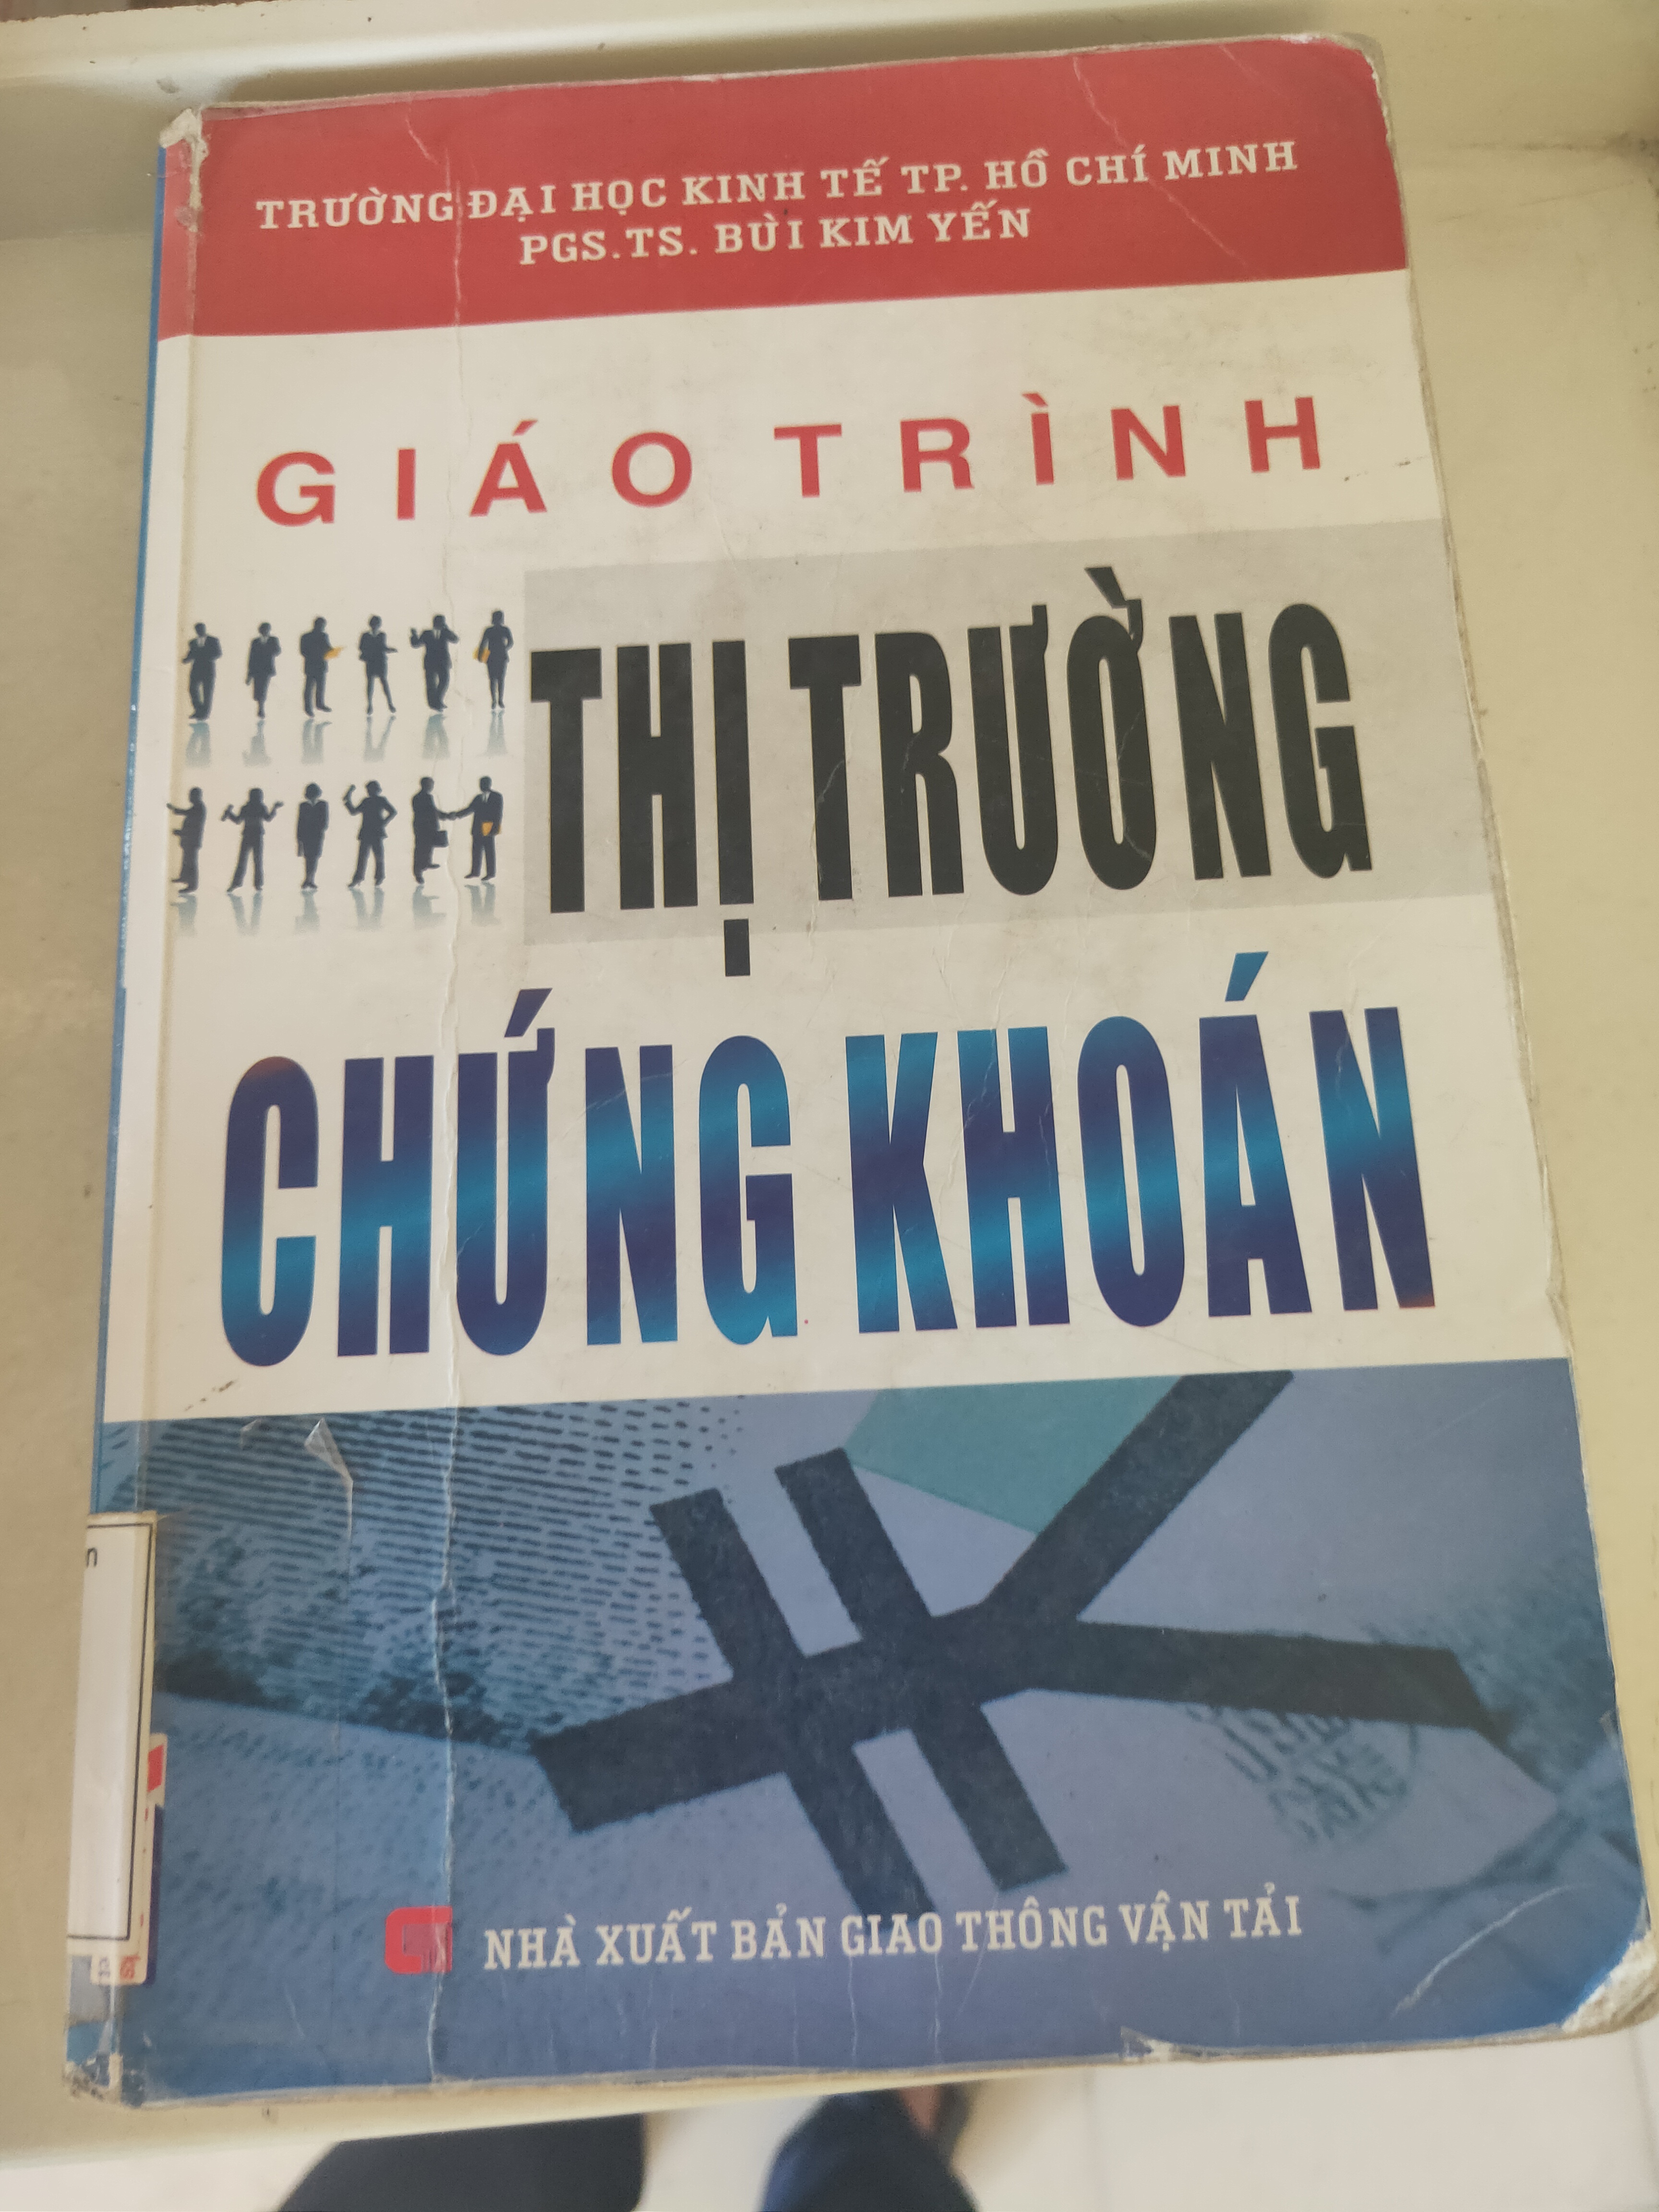 TRƯỜNG ĐẠI HỌC KINH TẾ TP. HỒ CHÍ MINH
PGS.TS. BÙI KIM YẾN
GIÁO TRÌNH
THỊ TRƯỜNG
CHỨNG KHOÁN
NHÀ XUẤT BẢN GIAO THÔNG VẬN TẢI